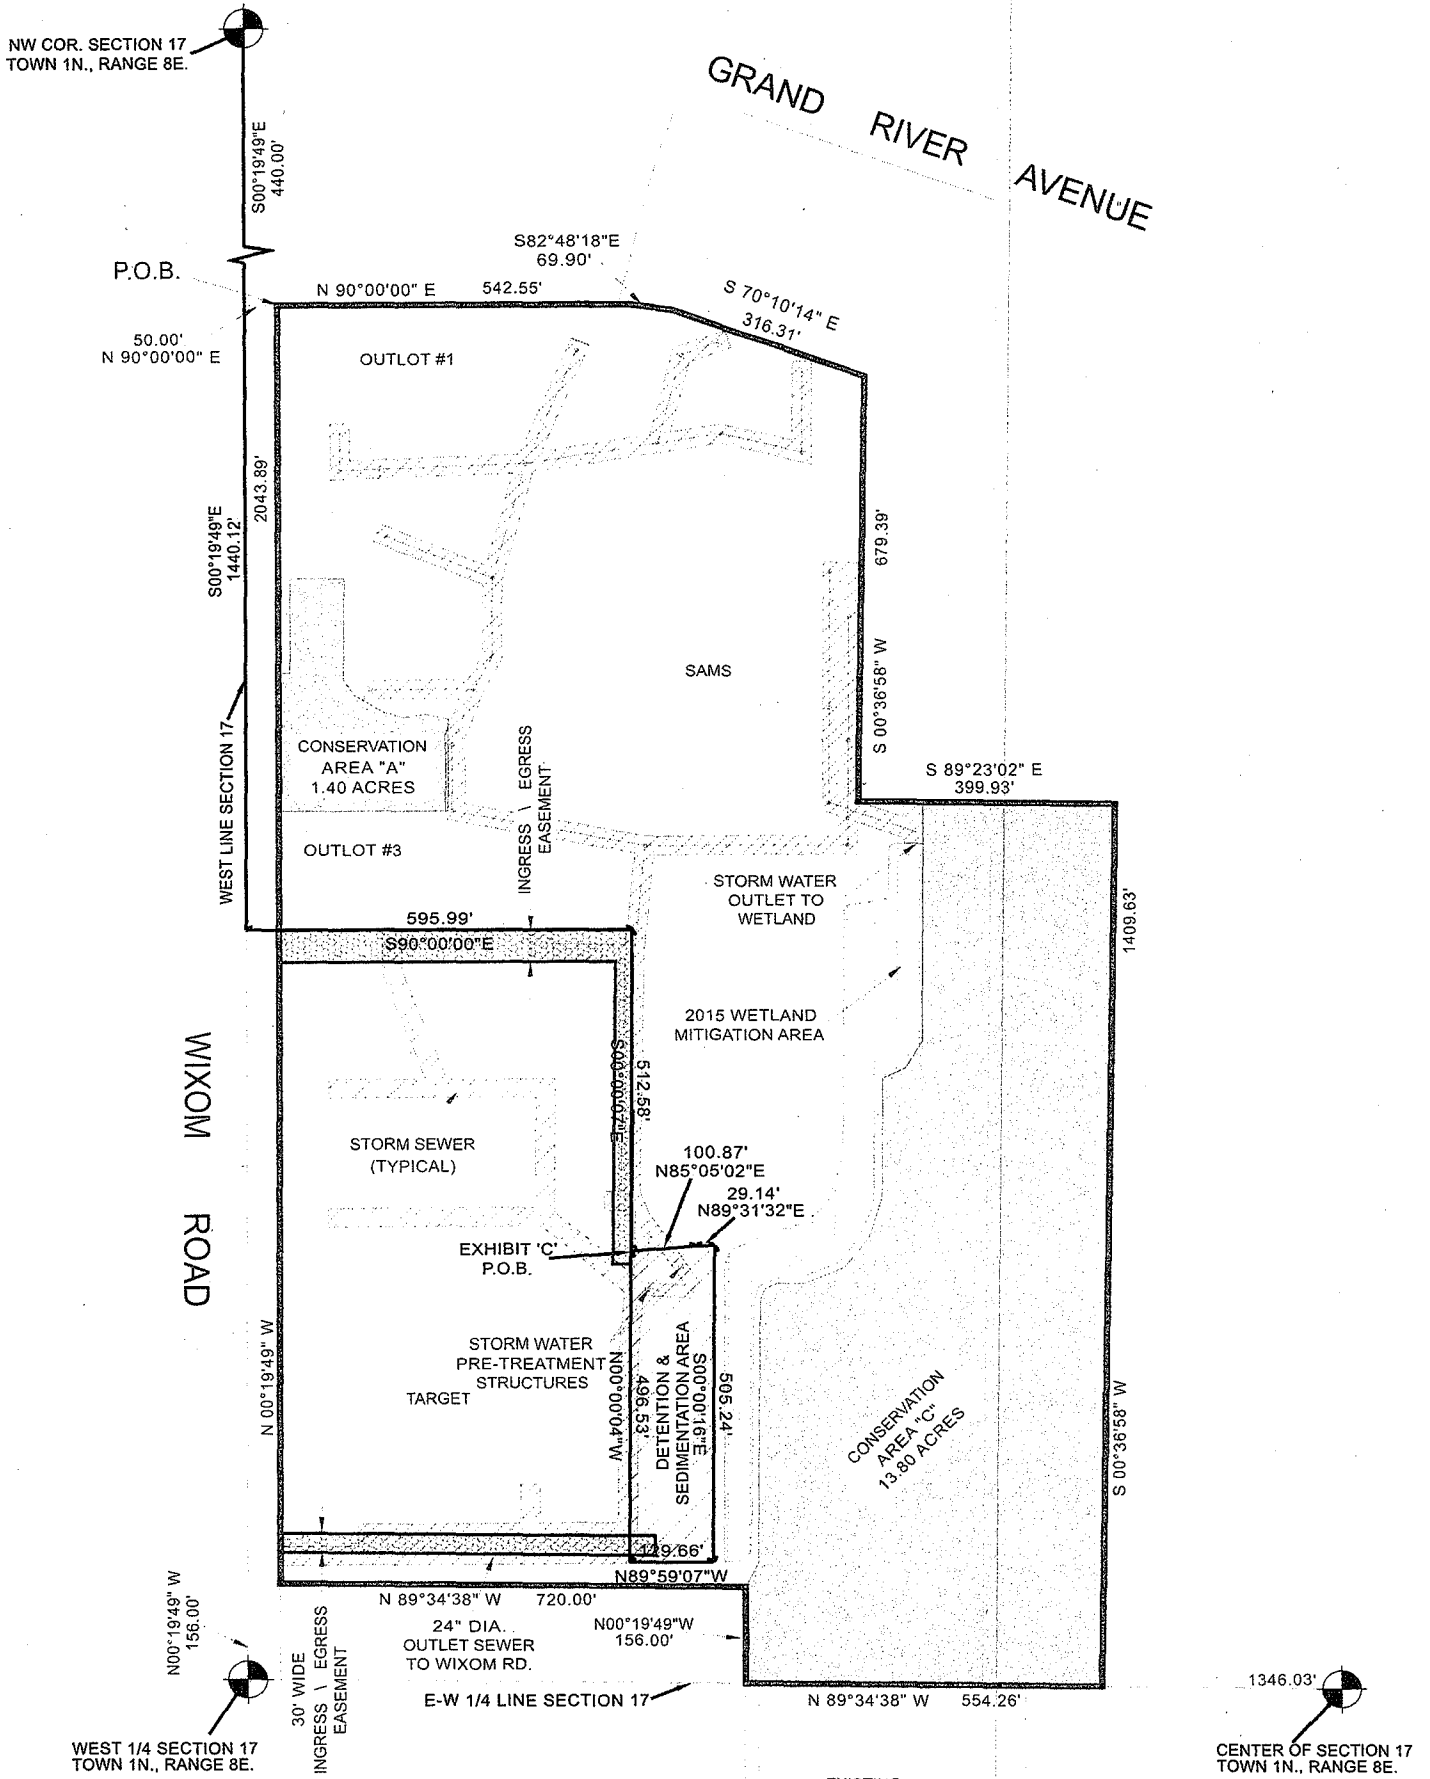 NW COR. SECTION 17
TOWN 1N., RANGE 8E.
GRAND RIVER AVENUE
S00°19'49"E
440.00'
P.O.B.
S82°48'18"E
69.90'
N 90°00'00" E 542.55'
S 70°10'14" E
316.31'
50.00'
N 90°00'00" E
OUTLOT #1
2043.89'
S00°19'49"E
1440.12'
679.39'
S 00°36'58" W
SAMS
WEST LINE SECTION 17
CONSERVATION
AREA "A"
1.40 ACRES
INGRESS \ EGRESS
EASEMENT
S 89°23'02" E
399.93'
OUTLOT #3
STORM WATER
OUTLET TO
WETLAND
595.99'
S90°00'00"E
1409.63'
2015 WETLAND
MITIGATION AREA
WIXOM ROAD
S00°00'07"E
512.58'
STORM SEWER
(TYPICAL)
100.87'
N85°05'02"E
29.14'
N89°31'32"E
EXHIBIT 'C'
P.O.B.
STORM WATER
PRE-TREATMENT
STRUCTURES
TARGET
N 00°19'49" W
N00°00'04"W
496.53'
DETENTION &
SEDIMENTATION AREA
S00°00'16"E
505.24'
CONSERVATION
AREA "C"
13.80 ACRES
S 00°36'58" W
129.66'
N89°59'07"W
N 89°34'38" W 720.00'
24" DIA.
OUTLET SEWER
TO WIXOM RD.
N00°19'49"W
156.00'
N00°19'49" W
156.00'
30' WIDE
INGRESS \ EGRESS
EASEMENT
E-W 1/4 LINE SECTION 17
N 89°34'38" W 554.26'
1346.03'
WEST 1/4 SECTION 17
TOWN 1N., RANGE 8E.
CENTER OF SECTION 17
TOWN 1N., RANGE 8E.